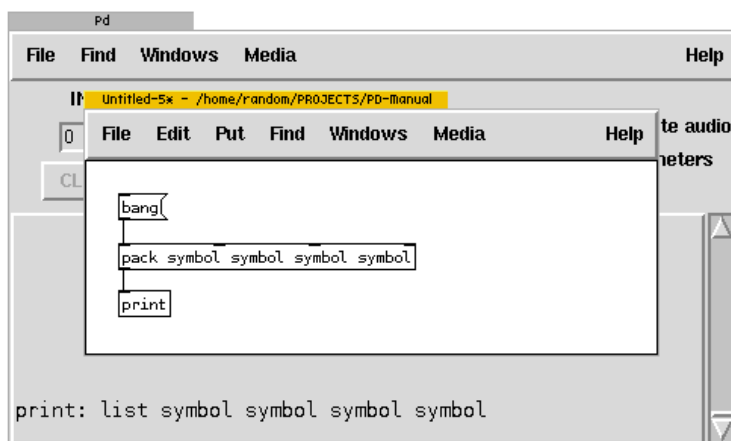 Pd
File Find Windows Media Help
Untitled-5* - /home/random/PROJECTS/PD-Manual
0 File Edit Put Find Windows Media Help te audio
CL
bang
pack symbol symbol symbol symbol
print
print: list symbol symbol symbol symbol